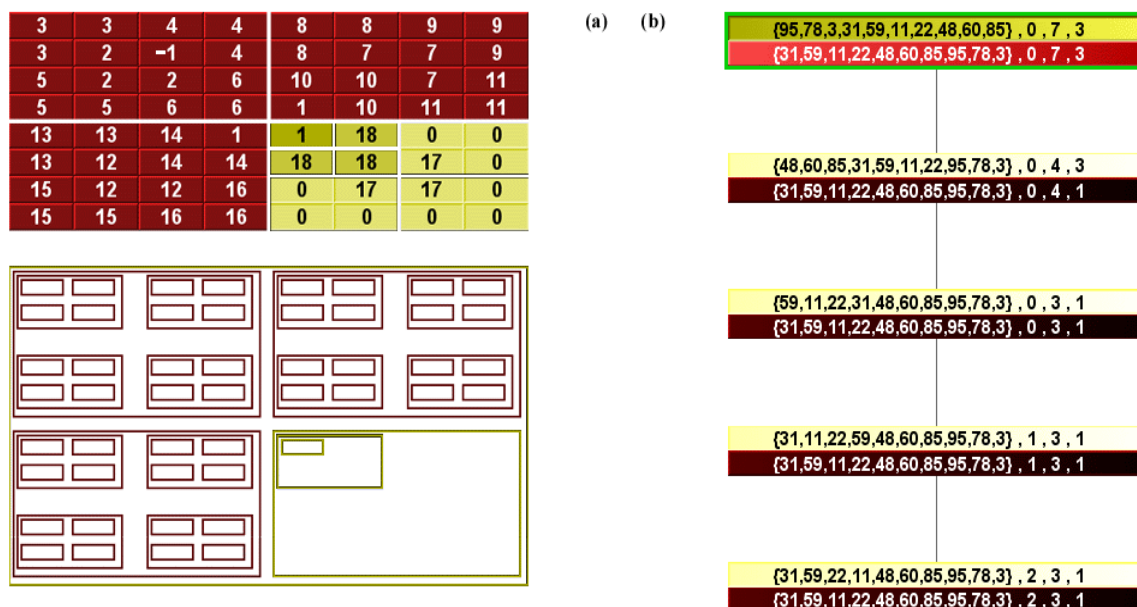 3 3 4 4 8 8 9 9
3 2 −1 4 8 7 7 9
5 2 2 6 10 10 7 11
5 5 6 6 1 10 11 11
13 13 14 1 1 18 0 0
13 12 14 14 18 18 17 0
15 12 12 16 0 17 17 0
15 15 16 16 0 0 0 0
(a) (b)
{95,78,3,31,59,11,22,48,60,85} , 0 , 7 , 3
{31,59,11,22,48,60,85,95,78,3} , 0 , 7 , 3
{48,60,85,31,59,11,22,95,78,3} , 0 , 4 , 3
{31,59,11,22,48,60,85,95,78,3} , 0 , 4 , 1
{59,11,22,31,48,60,85,95,78,3} , 0 , 3 , 1
{31,59,11,22,48,60,85,95,78,3} , 0 , 3 , 1
{31,11,22,59,48,60,85,95,78,3} , 1 , 3 , 1
{31,59,11,22,48,60,85,95,78,3} , 1 , 3 , 1
{31,59,22,11,48,60,85,95,78,3} , 2 , 3 , 1
{31,59,11,22,48,60,85,95,78,3} , 2 , 3 , 1